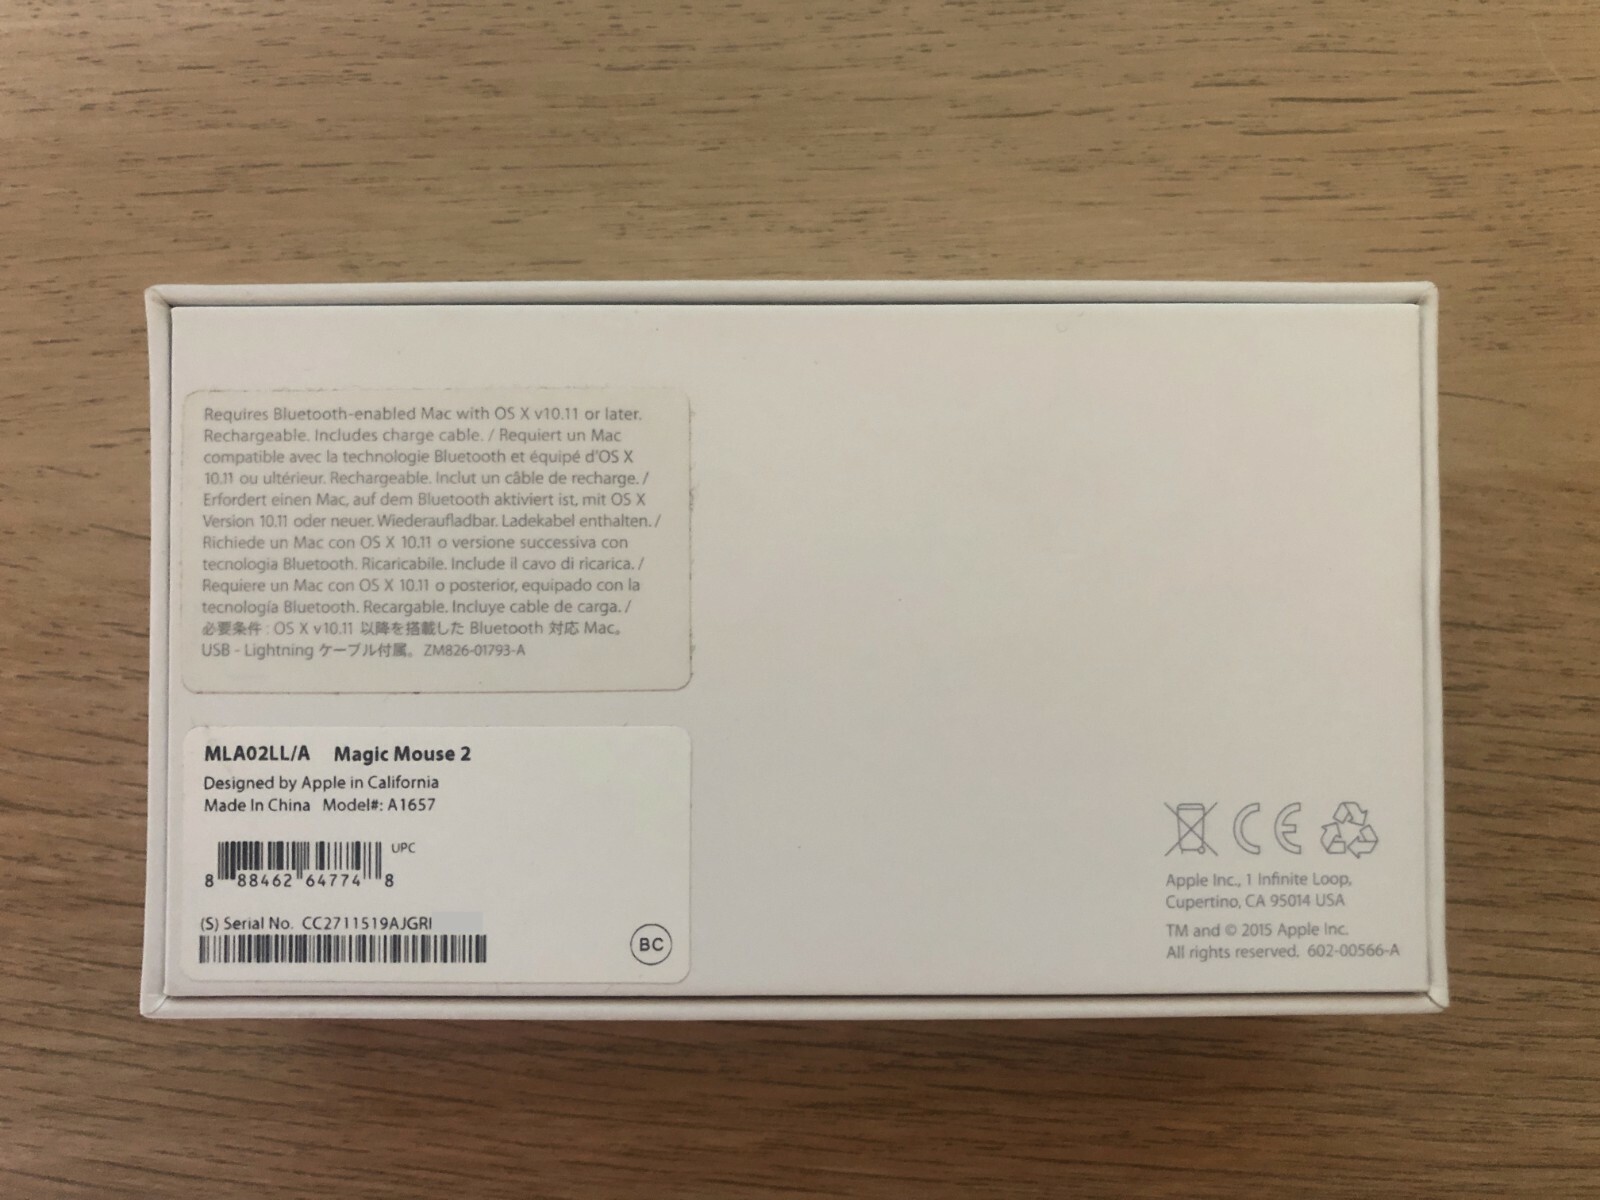 Requires Bluetooth-enabled Mac with OS X v10.11 or later.
Rechargeable. Includes charge cable. / Requiert un Mac
compatible avec la technologie Bluetooth et équipé d'OS X
10.11 ou ultérieur. Rechargeable. Inclut un câble de recharge. /
Erfordert einen Mac, auf dem Bluetooth aktiviert ist, mit OS X
Version 10.11 oder neuer. Wiederaufladbar. Ladekabel enthalten. /
Richiede un Mac con OS X 10.11 o versione successiva con
tecnologia Bluetooth. Ricaricabile. Include il cavo di ricarica. /
Requiere un Mac con OS X 10.11 o posterior, equipado con la
tecnología Bluetooth. Recargable. Incluye cable de carga. /
必要条件 : OS X v10.11 以降を搭載した Bluetooth 対応 Mac。
USB - Lightning ケーブル付属。 ZM826-01793-A
MLA02LL/A Magic Mouse 2
Designed by Apple in California
Made In China Model#: A1657
UPC
8 88462 64774 8
(S) Serial No. CC2711519AJGRI
BC
CE
Apple Inc., 1 Infinite Loop,
Cupertino, CA 95014 USA
TM and © 2015 Apple Inc.
All rights reserved. 602-00566-A